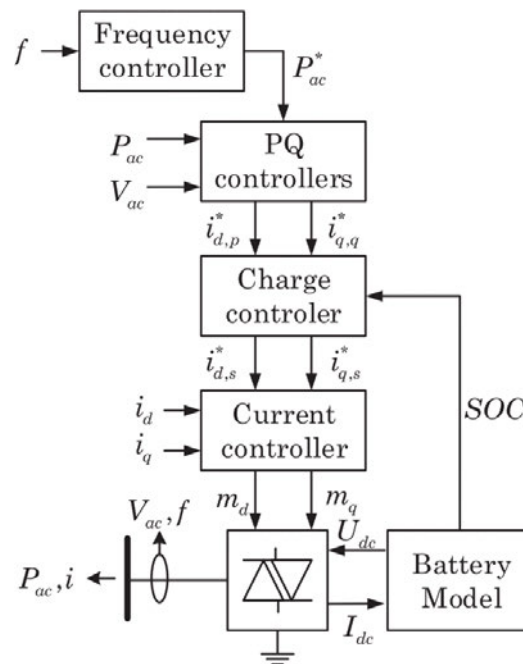 Frequency
controller
f
P*ac
Pac
Vac
PQ
controllers
i*d,p
i*q,q
Charge
controler
i*d,s
i*q,s
SOC
id
iq
Current
controller
md
mq
Vac, f
Udc
Pac, i
Battery
Model
Idc